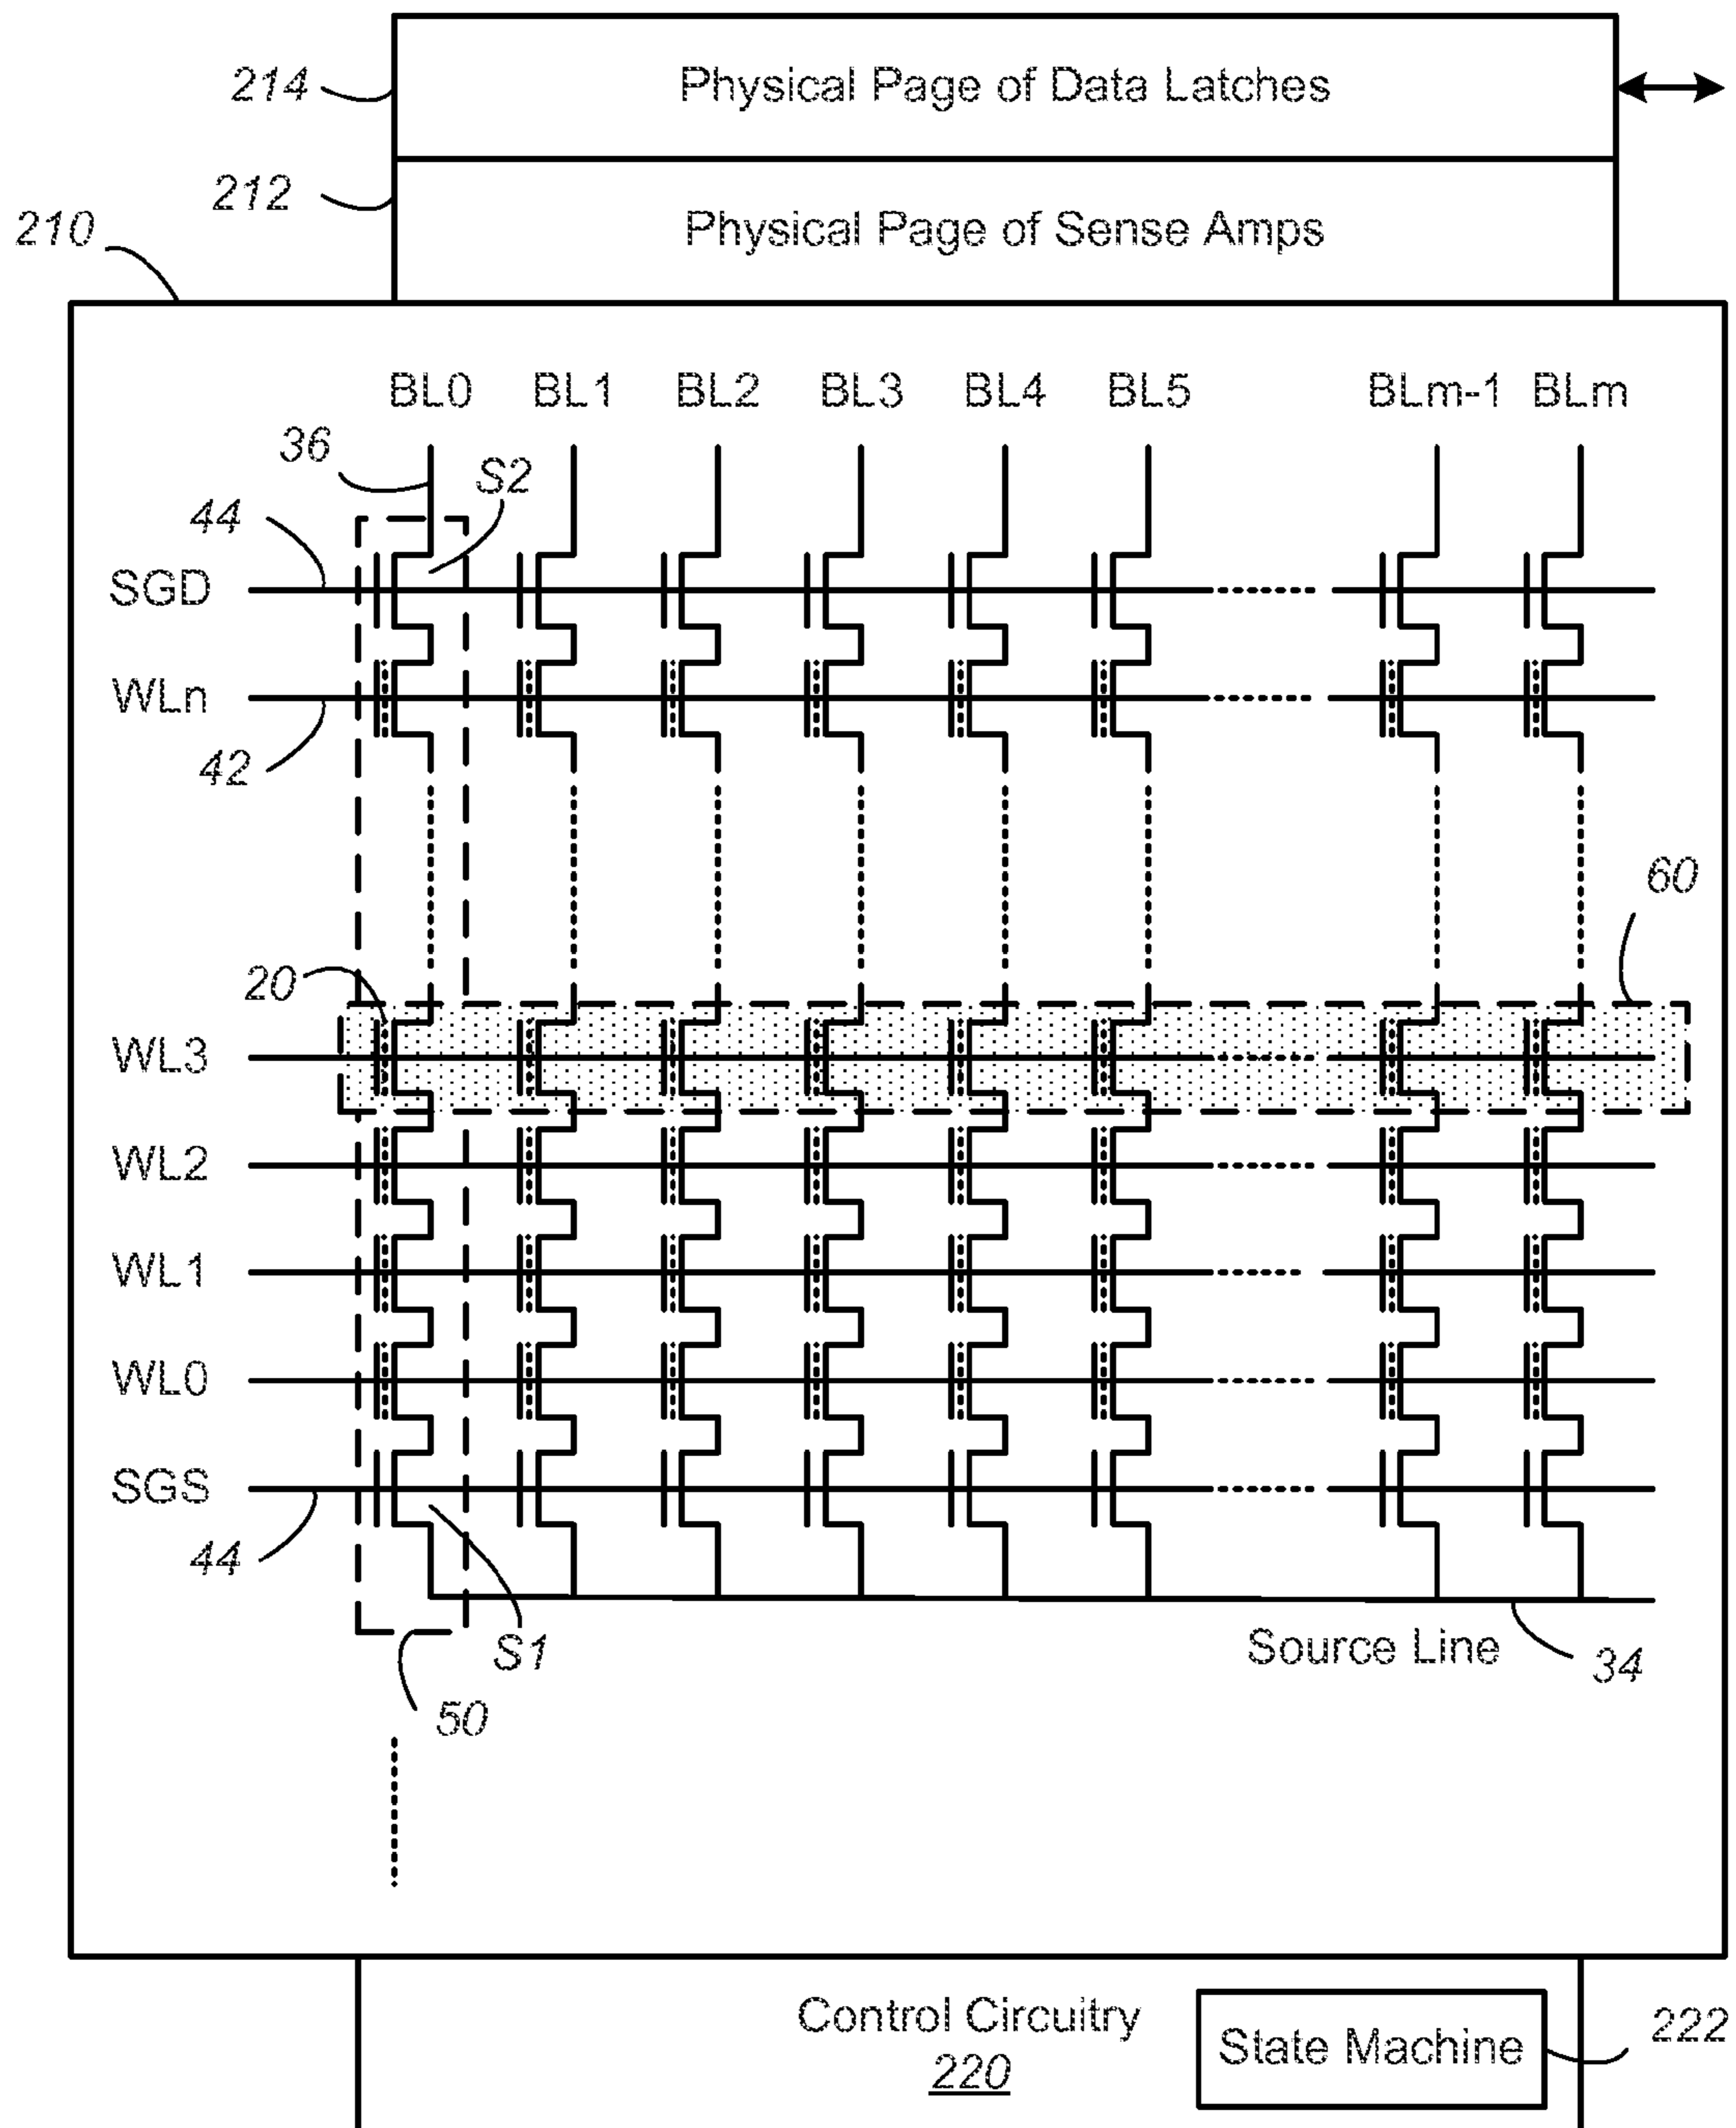 214
Physical Page of Data Latches
212
Physical Page of Sense Amps
210
BL0 BL1 BL2 BL3 BL4 BL5 BLm-1 BLm
36
S2
44
SGD
WLn
42
60
20
WL3
WL2
WL1
WL0
SGS
44
S1
Source Line
34
50
Control Circuitry
220
State Machine
222